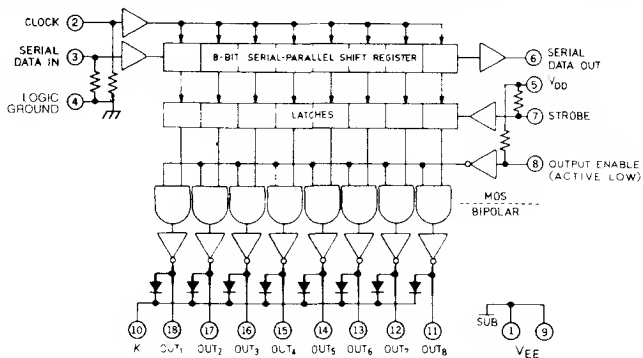 CLOCK 2
SERIAL DATA IN 3
LOGIC GROUND 4
8-BIT SERIAL-PARALLEL SHIFT REGISTER
6 SERIAL DATA OUT
5 VDD
LATCHES
7 STROBE
8 OUTPUT ENABLE (ACTIVE LOW)
MOS
BIPOLAR
10 18 17 16 15 14 13 12 11
K OUT1 OUT2 OUT3 OUT4 OUT5 OUT6 OUT7 OUT8
SUB
1 9
VEE